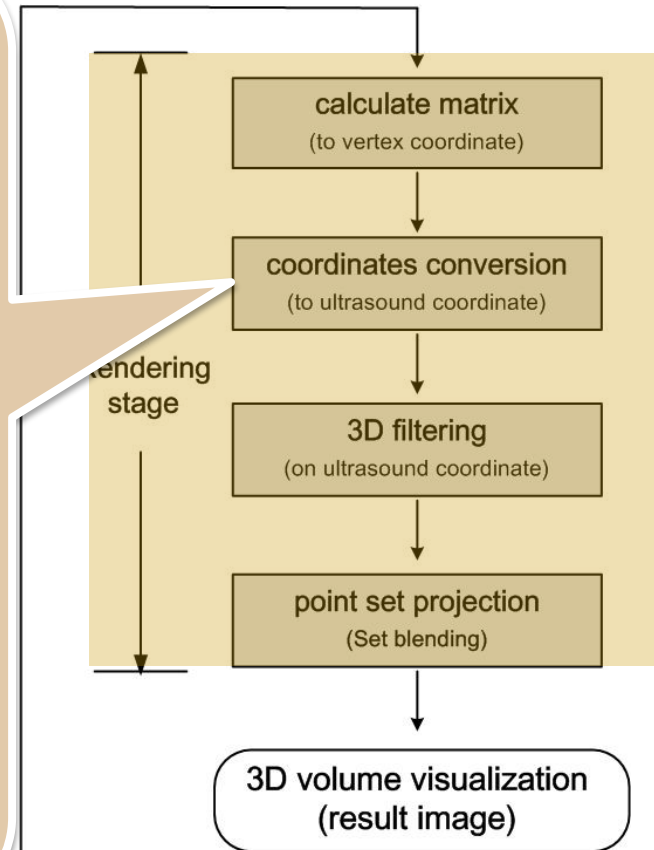 calculate matrix
(to vertex coordinate)
coordinates conversion
(to ultrasound coordinate)
stage
3D filtering
(on ultrasound coordinate)
point set projection
(Set blending)
3D volume visualization
(result image)